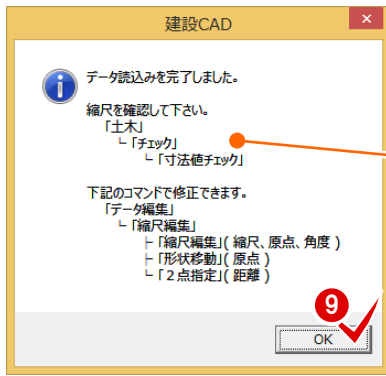 建設CAD
データ読込みを完了しました。
縮尺を確認して下さい。
「土木」
└「チェック」
└「寸法値チェック」
下記のコマンドで修正できます。
「データ編集」
└「縮尺編集」
├「縮尺編集」( 縮尺、原点、角度 )
├「形状移動」( 原点 )
└「２点指定」( 距離 )
9
OK